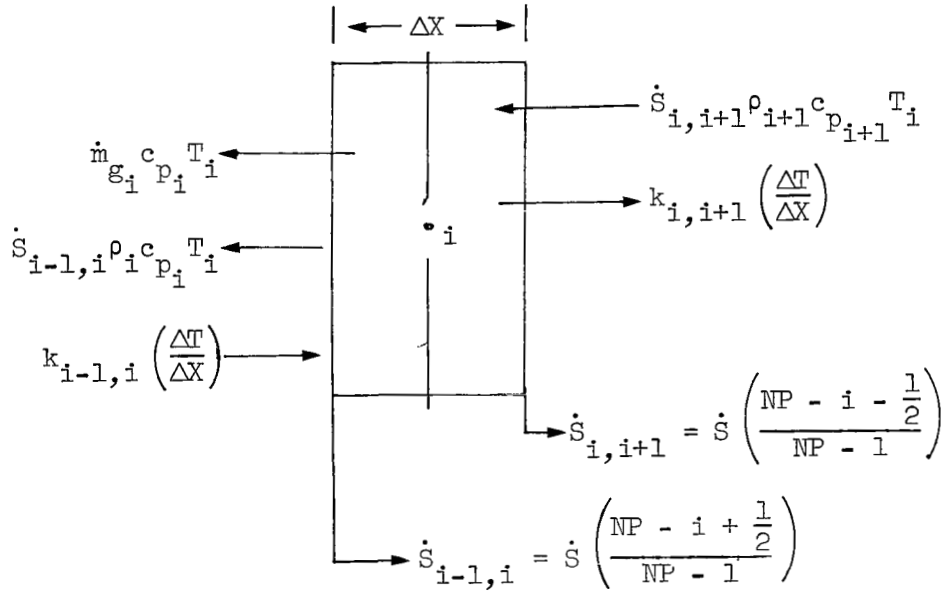 ΔX
Ṡ_{i,i+1} ρ_{i+1} c_{p_{i+1}} T_i
ṁ_{g_i} c_{p_i} T_i
k_{i,i+1} (ΔT/ΔX)
i
Ṡ_{i-1,i} ρ_i c_{p_i} T_i
k_{i-1,i} (ΔT/ΔX)
Ṡ_{i,i+1} = Ṡ ((NP - i - 1/2)/(NP - 1))
Ṡ_{i-1,i} = Ṡ ((NP - i + 1/2)/(NP - 1))